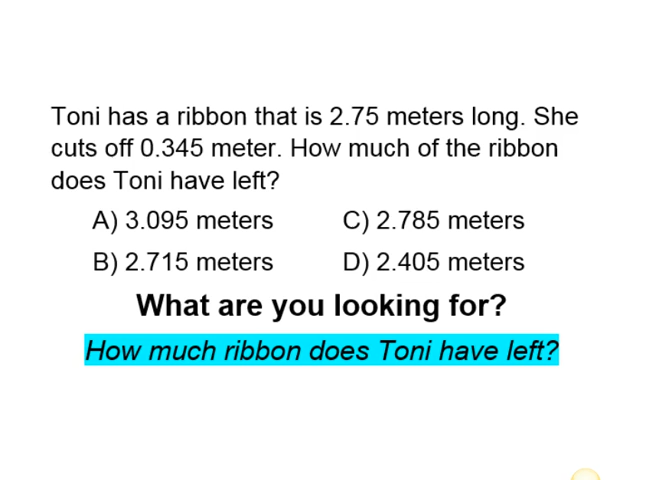 Toni has a ribbon that is 2.75 meters long. She
cuts off 0.345 meter. How much of the ribbon
does Toni have left?
A) 3.095 meters C) 2.785 meters
B) 2.715 meters D) 2.405 meters
What are you looking for?
How much ribbon does Toni have left?